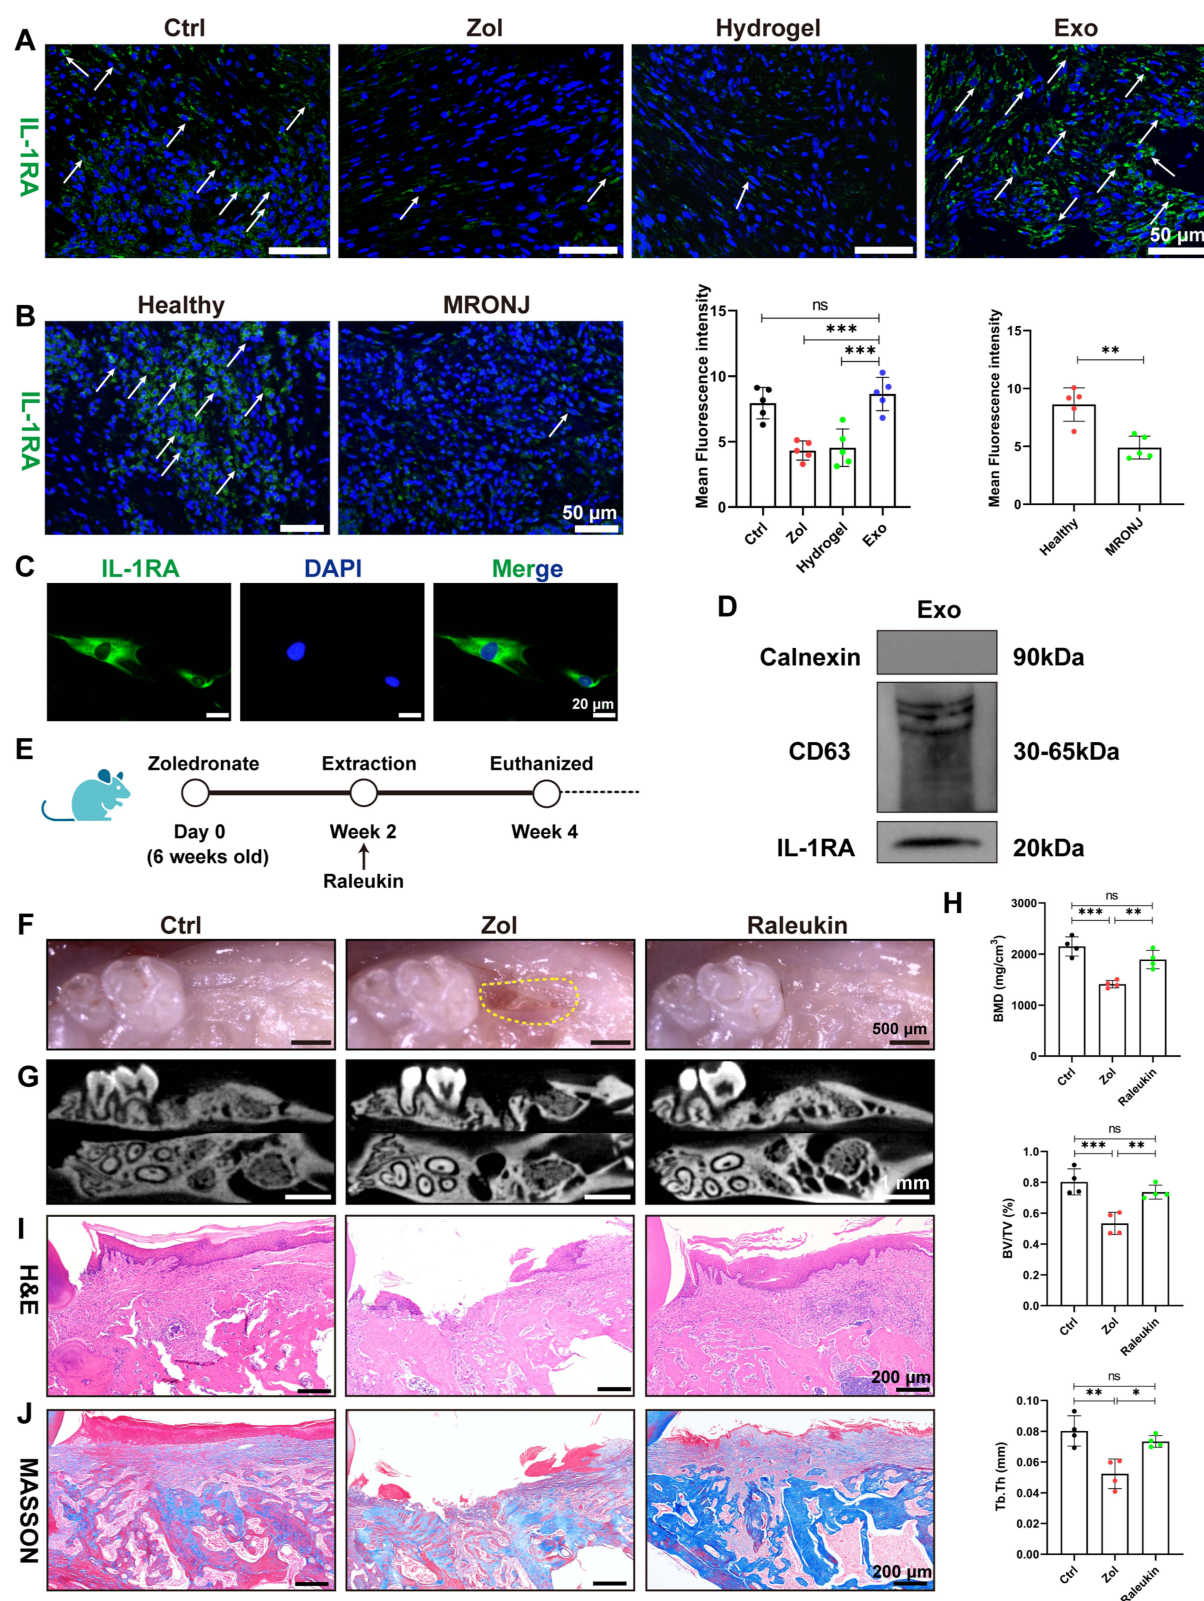 A
Ctrl
Zol
Hydrogel
Exo
IL-1RA
50 µm
B
Healthy
MRONJ
IL-1RA
50 µm
Mean Fluorescence intensity
15
10
5
0
ns
***
***
Ctrl
Zol
Hydrogel
Exo
Mean Fluorescence intensity
15
10
5
0
**
Healthy
MRONJ
C
IL-1RA
DAPI
Merge
20 µm
D
Exo
Calnexin
90kDa
CD63
30-65kDa
IL-1RA
20kDa
E
Zoledronate
Extraction
Euthanized
Day 0
Week 2
Week 4
(6 weeks old)
Raleukin
F
Ctrl
Zol
Raleukin
500 µm
G
1 mm
H
BMD (mg/cm³)
3000
2000
1000
0
ns
***
**
Ctrl
Zol
Raleukin
BV/TV (%)
1.0
0.8
0.6
0.4
0.2
0.0
ns
***
**
Ctrl
Zol
Raleukin
Tb.Th (mm)
0.10
0.08
0.06
0.04
0.02
0.00
ns
**
*
Ctrl
Zol
Raleukin
I
H&E
200 µm
J
MASSON
200 µm